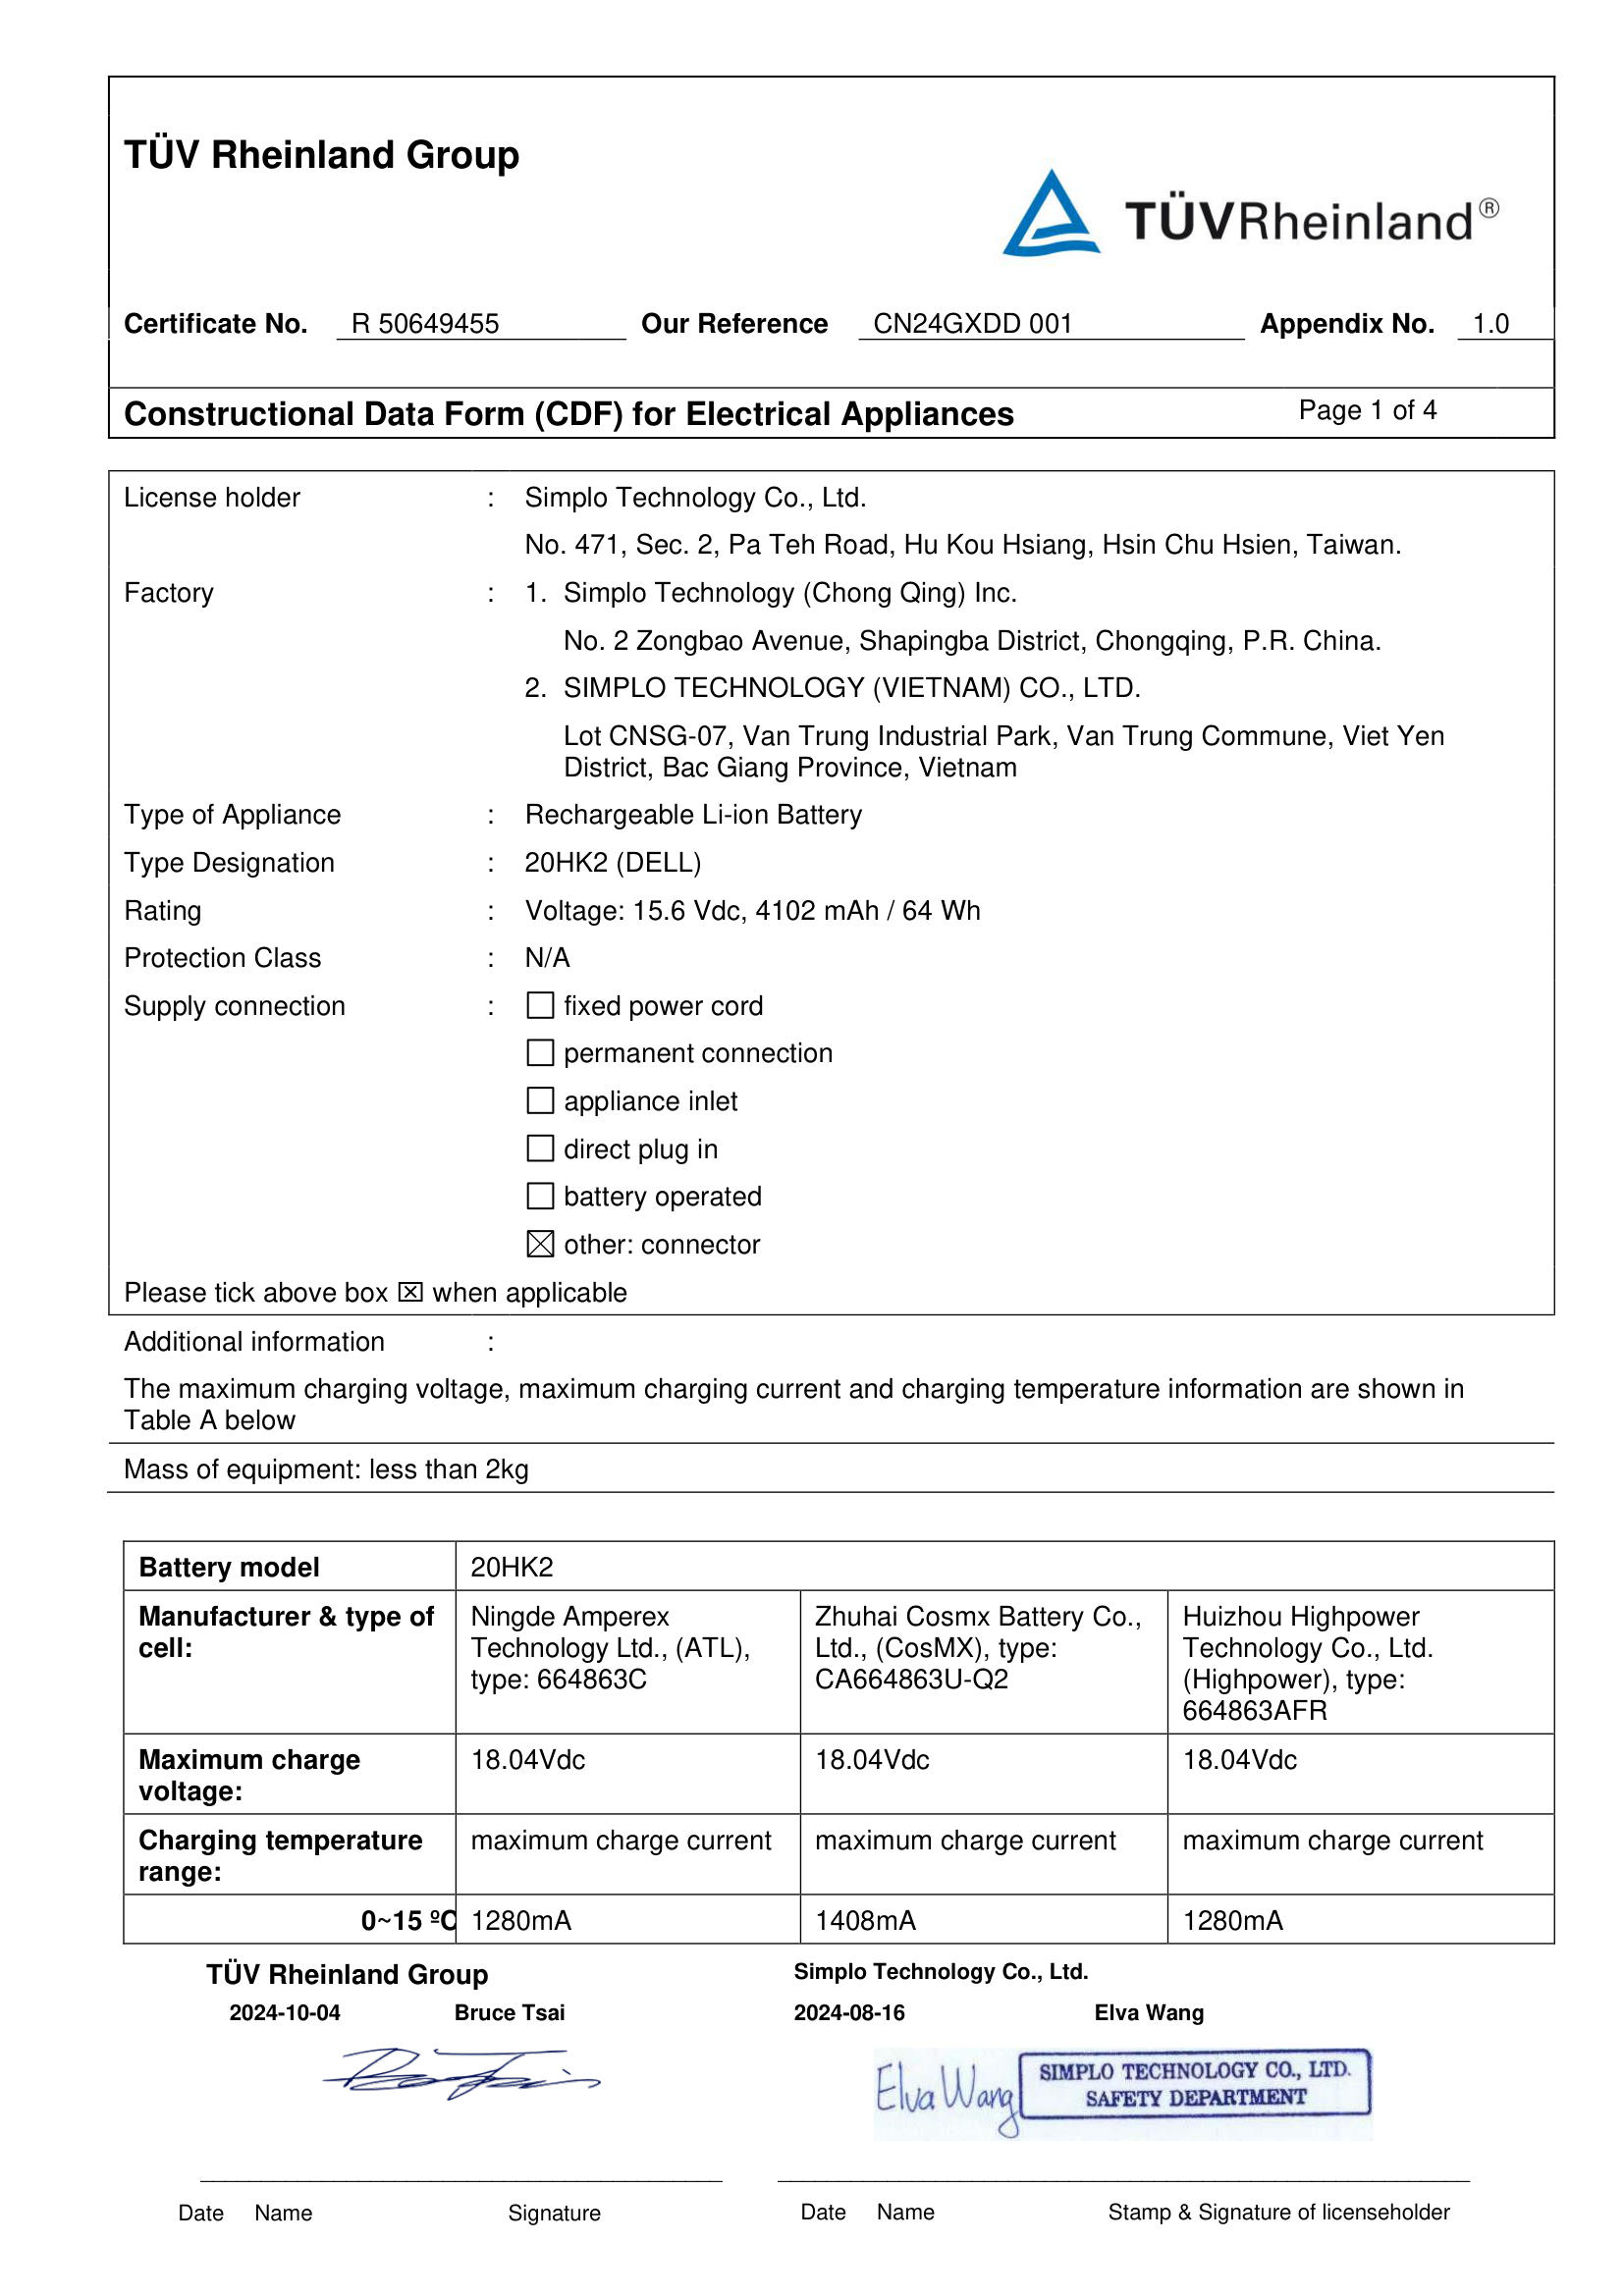 TÜV Rheinland Group
TÜVRheinland®
Certificate No. R 50649455 Our Reference CN24GXDD 001 Appendix No. 1.0
Constructional Data Form (CDF) for Electrical Appliances Page 1 of 4
License holder : Simplo Technology Co., Ltd.
No. 471, Sec. 2, Pa Teh Road, Hu Kou Hsiang, Hsin Chu Hsien, Taiwan.
Factory : 1. Simplo Technology (Chong Qing) Inc.
No. 2 Zongbao Avenue, Shapingba District, Chongqing, P.R. China.
2. SIMPLO TECHNOLOGY (VIETNAM) CO., LTD.
Lot CNSG-07, Van Trung Industrial Park, Van Trung Commune, Viet Yen
District, Bac Giang Province, Vietnam
Type of Appliance : Rechargeable Li-ion Battery
Type Designation : 20HK2 (DELL)
Rating : Voltage: 15.6 Vdc, 4102 mAh / 64 Wh
Protection Class : N/A
Supply connection : ☐ fixed power cord
☐ permanent connection
☐ appliance inlet
☐ direct plug in
☐ battery operated
☒ other: connector
Please tick above box ☒ when applicable
Additional information :
The maximum charging voltage, maximum charging current and charging temperature information are shown in
Table A below
Mass of equipment: less than 2kg
Battery model 20HK2
Manufacturer & type of cell: Ningde Amperex Technology Ltd., (ATL), type: 664863C Zhuhai Cosmx Battery Co., Ltd., (CosMX), type: CA664863U-Q2 Huizhou Highpower Technology Co., Ltd. (Highpower), type: 664863AFR
Maximum charge voltage: 18.04Vdc 18.04Vdc 18.04Vdc
Charging temperature range: maximum charge current maximum charge current maximum charge current
0~15 ºC 1280mA 1408mA 1280mA
TÜV Rheinland Group Simplo Technology Co., Ltd.
2024-10-04 Bruce Tsai 2024-08-16 Elva Wang
Elva Wang
SIMPLO TECHNOLOGY CO., LTD.
SAFETY DEPARTMENT
Date Name Signature Date Name Stamp & Signature of licenseholder